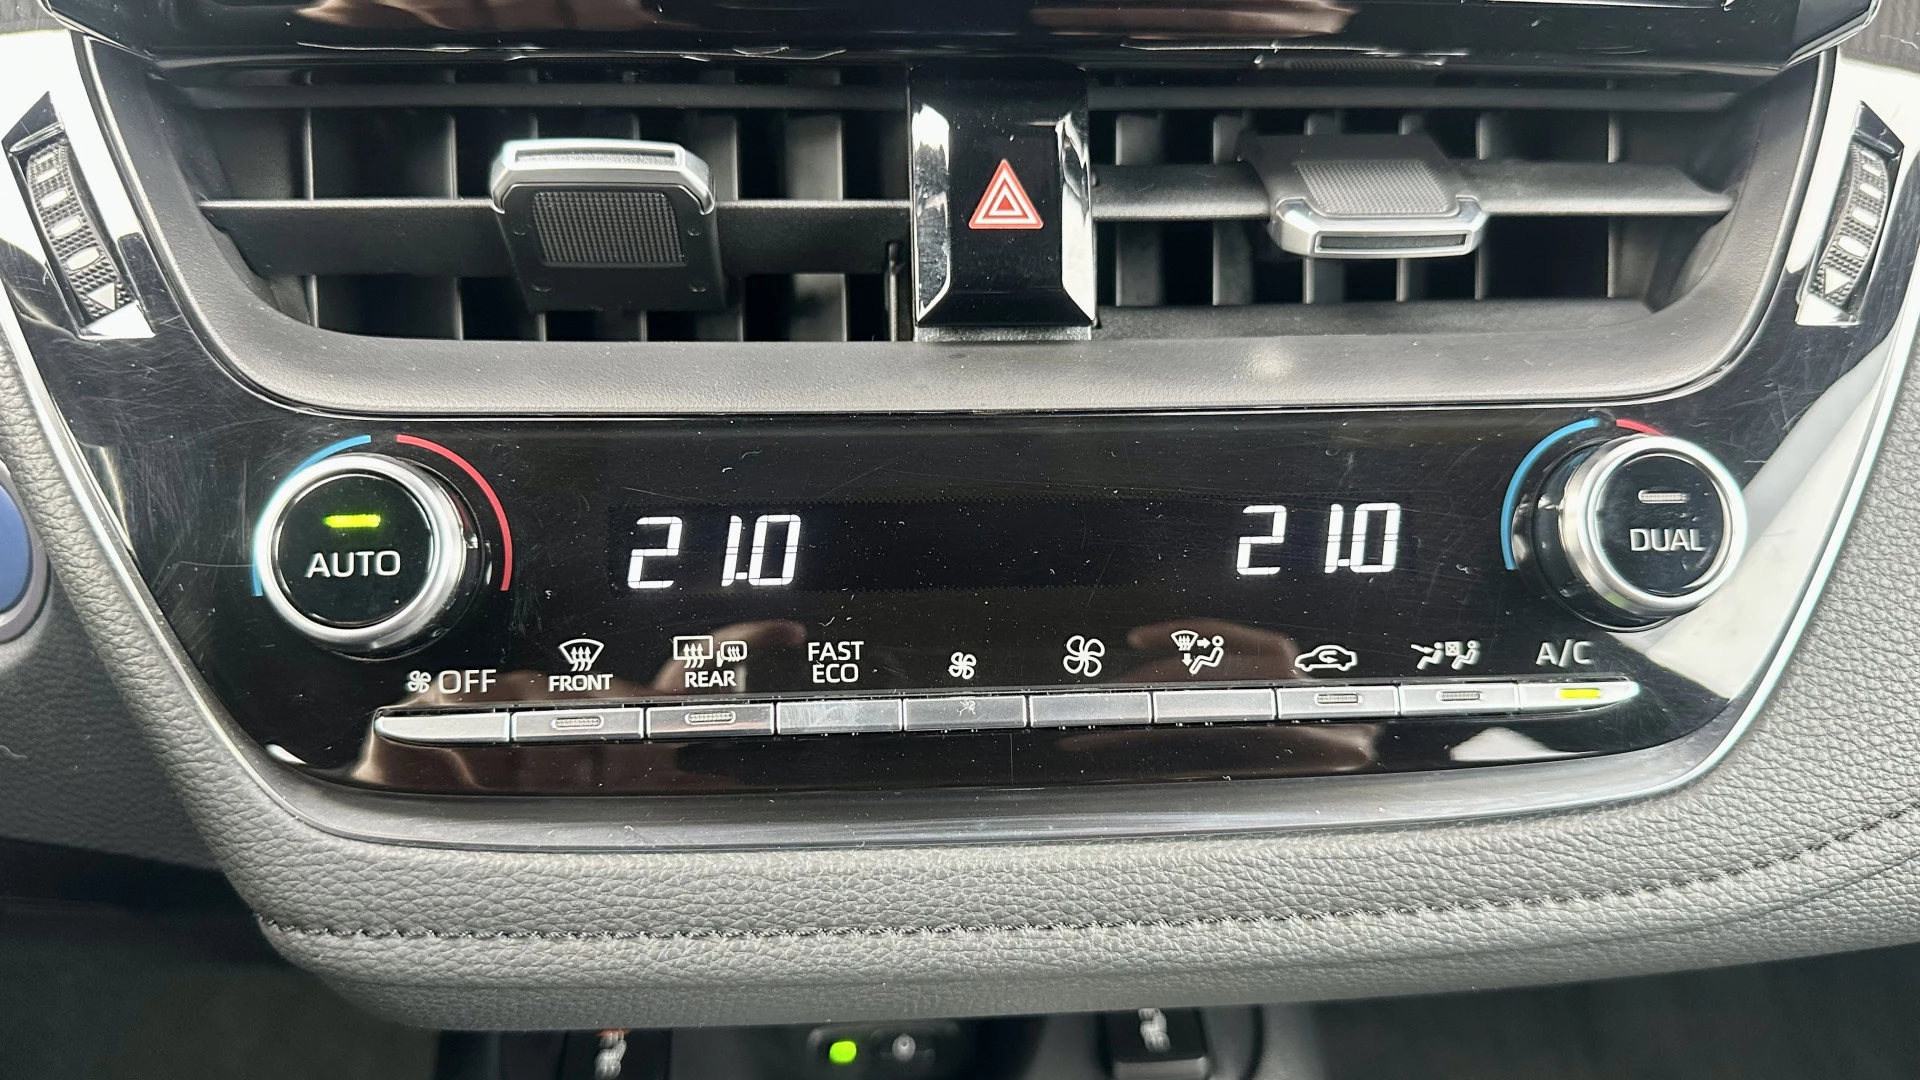 AUTO
21.0
21.0
DUAL
OFF
FRONT
REAR
FAST
ECO
A/C